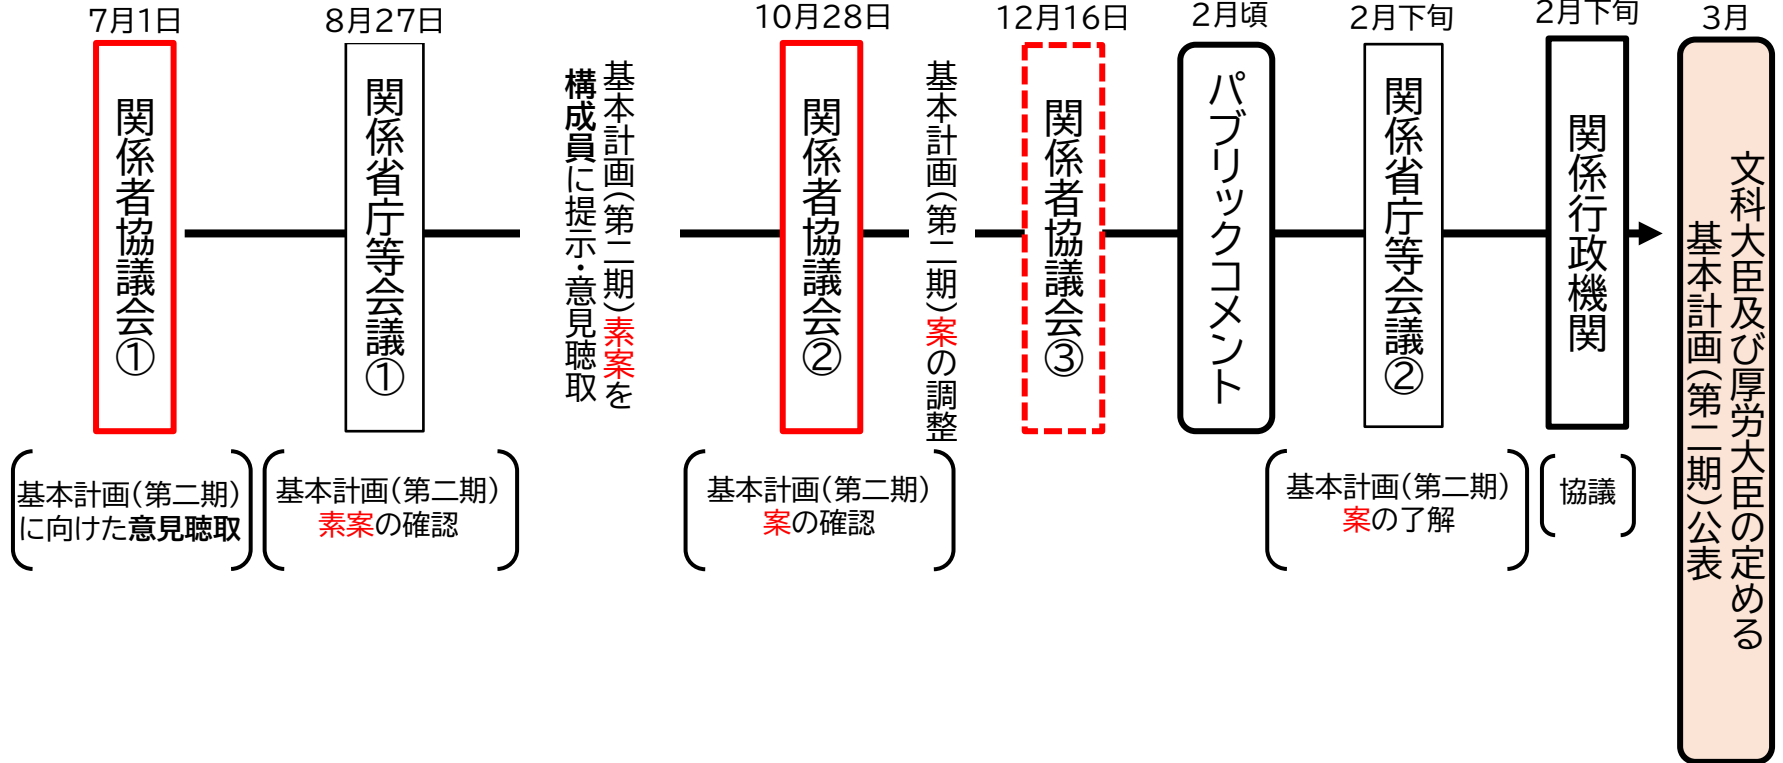 7月1日
関係者協議会①
基本計画(第二期)
に向けた意見聴取
8月27日
関係省庁等会議①
基本計画(第二期)
素案の確認
基本計画(第二期)素案を
構成員に提示・意見聴取
10月28日
関係者協議会②
基本計画(第二期)
案の確認
基本計画(第二期)案の調整
12月16日
関係者協議会③
2月頃
パブリックコメント
2月下旬
関係省庁等会議②
基本計画(第二期)
案の了解
2月下旬
関係行政機関
協議
3月
文科大臣及び厚労大臣の定める
基本計画(第二期)公表